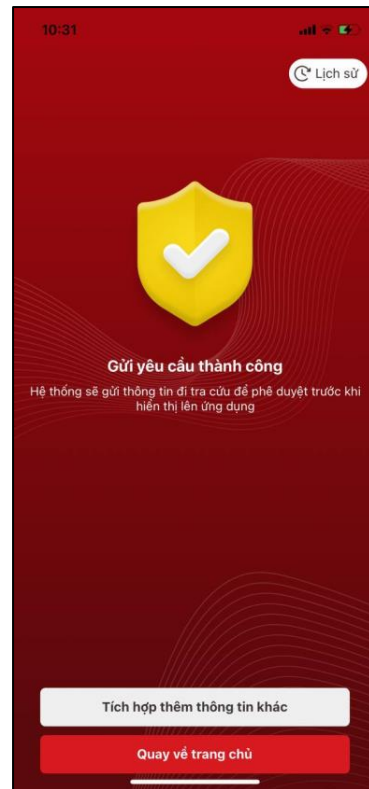 10:31
Lịch sử
Gửi yêu cầu thành công
Hệ thống sẽ gửi thông tin đi tra cứu để phê duyệt trước khi
hiển thị lên ứng dụng
Tích hợp thêm thông tin khác
Quay về trang chủ